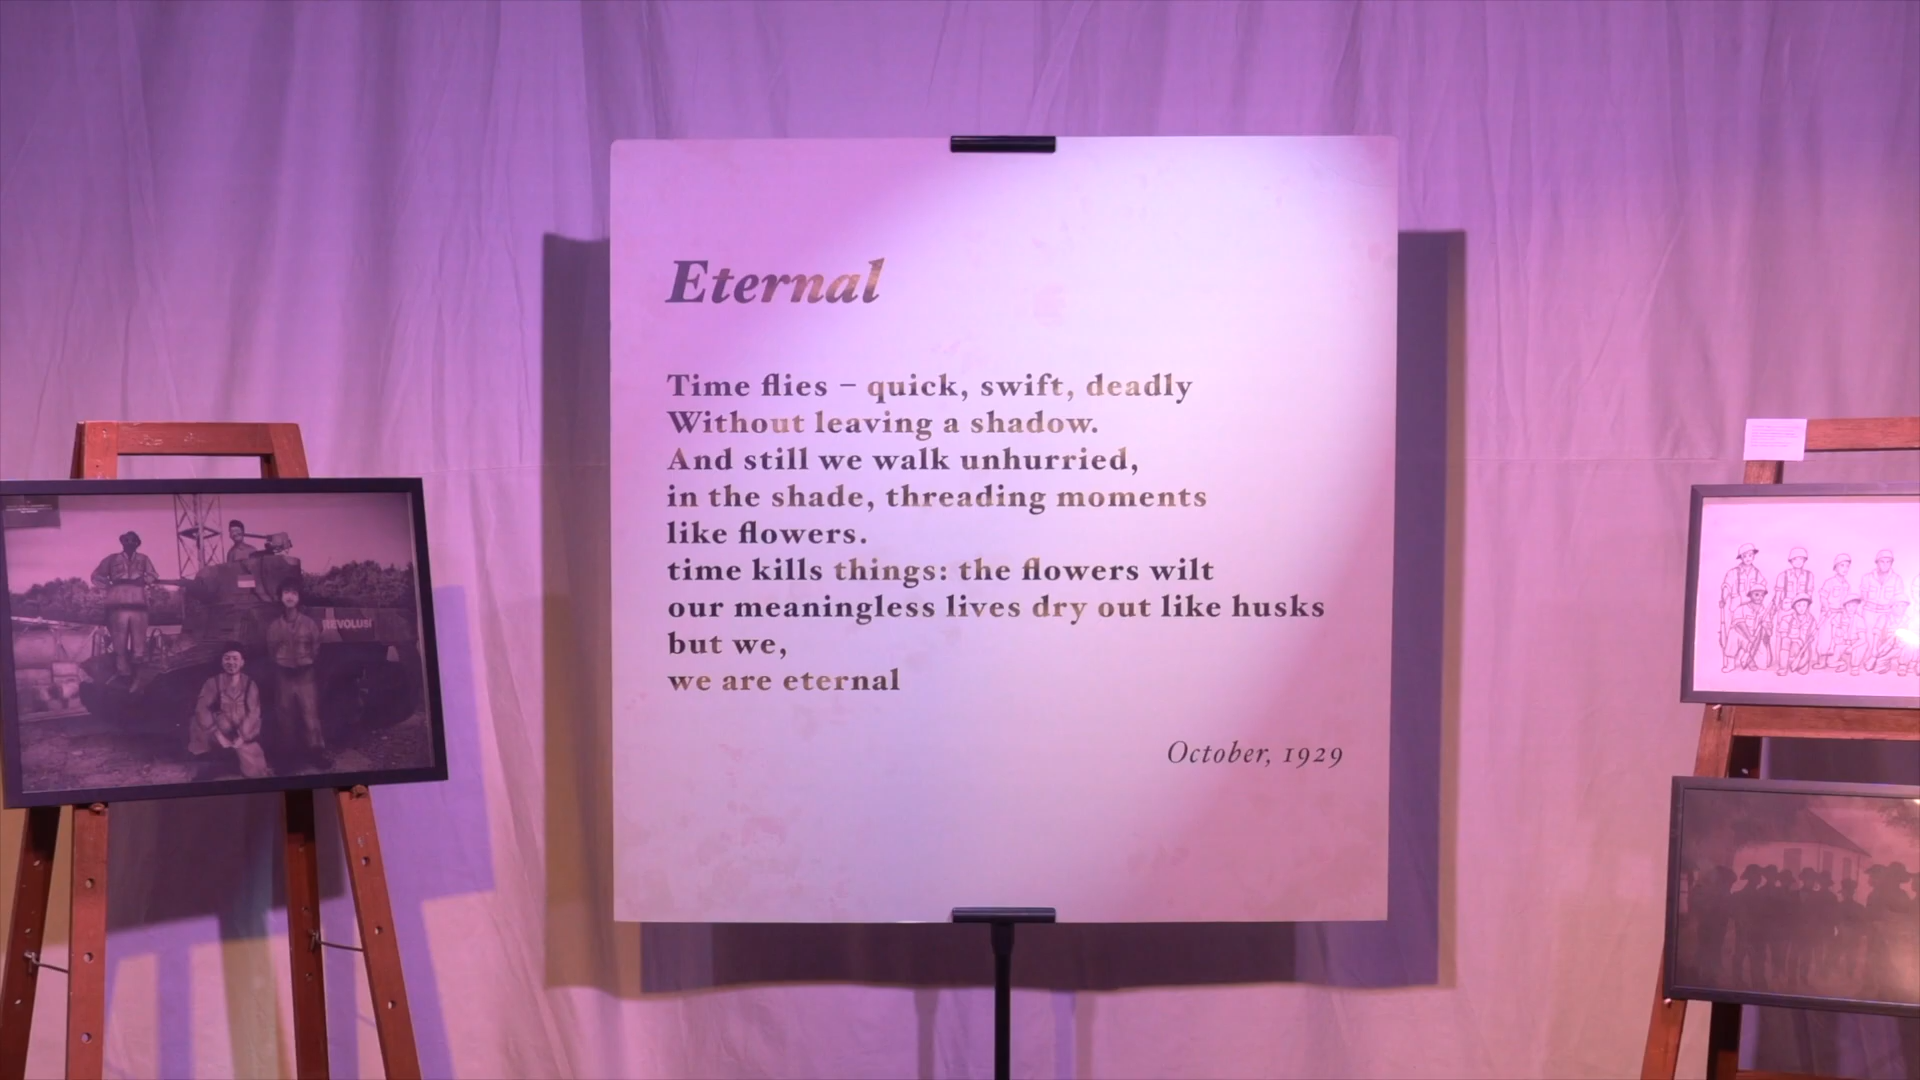 Eternal
Time flies – quick, swift, deadly
Without leaving a shadow.
And still we walk unhurried,
in the shade, threading moments
like flowers.
time kills things: the flowers wilt
our meaningless lives dry out like husks
but we,
we are eternal
October, 1929
REVOLUSI